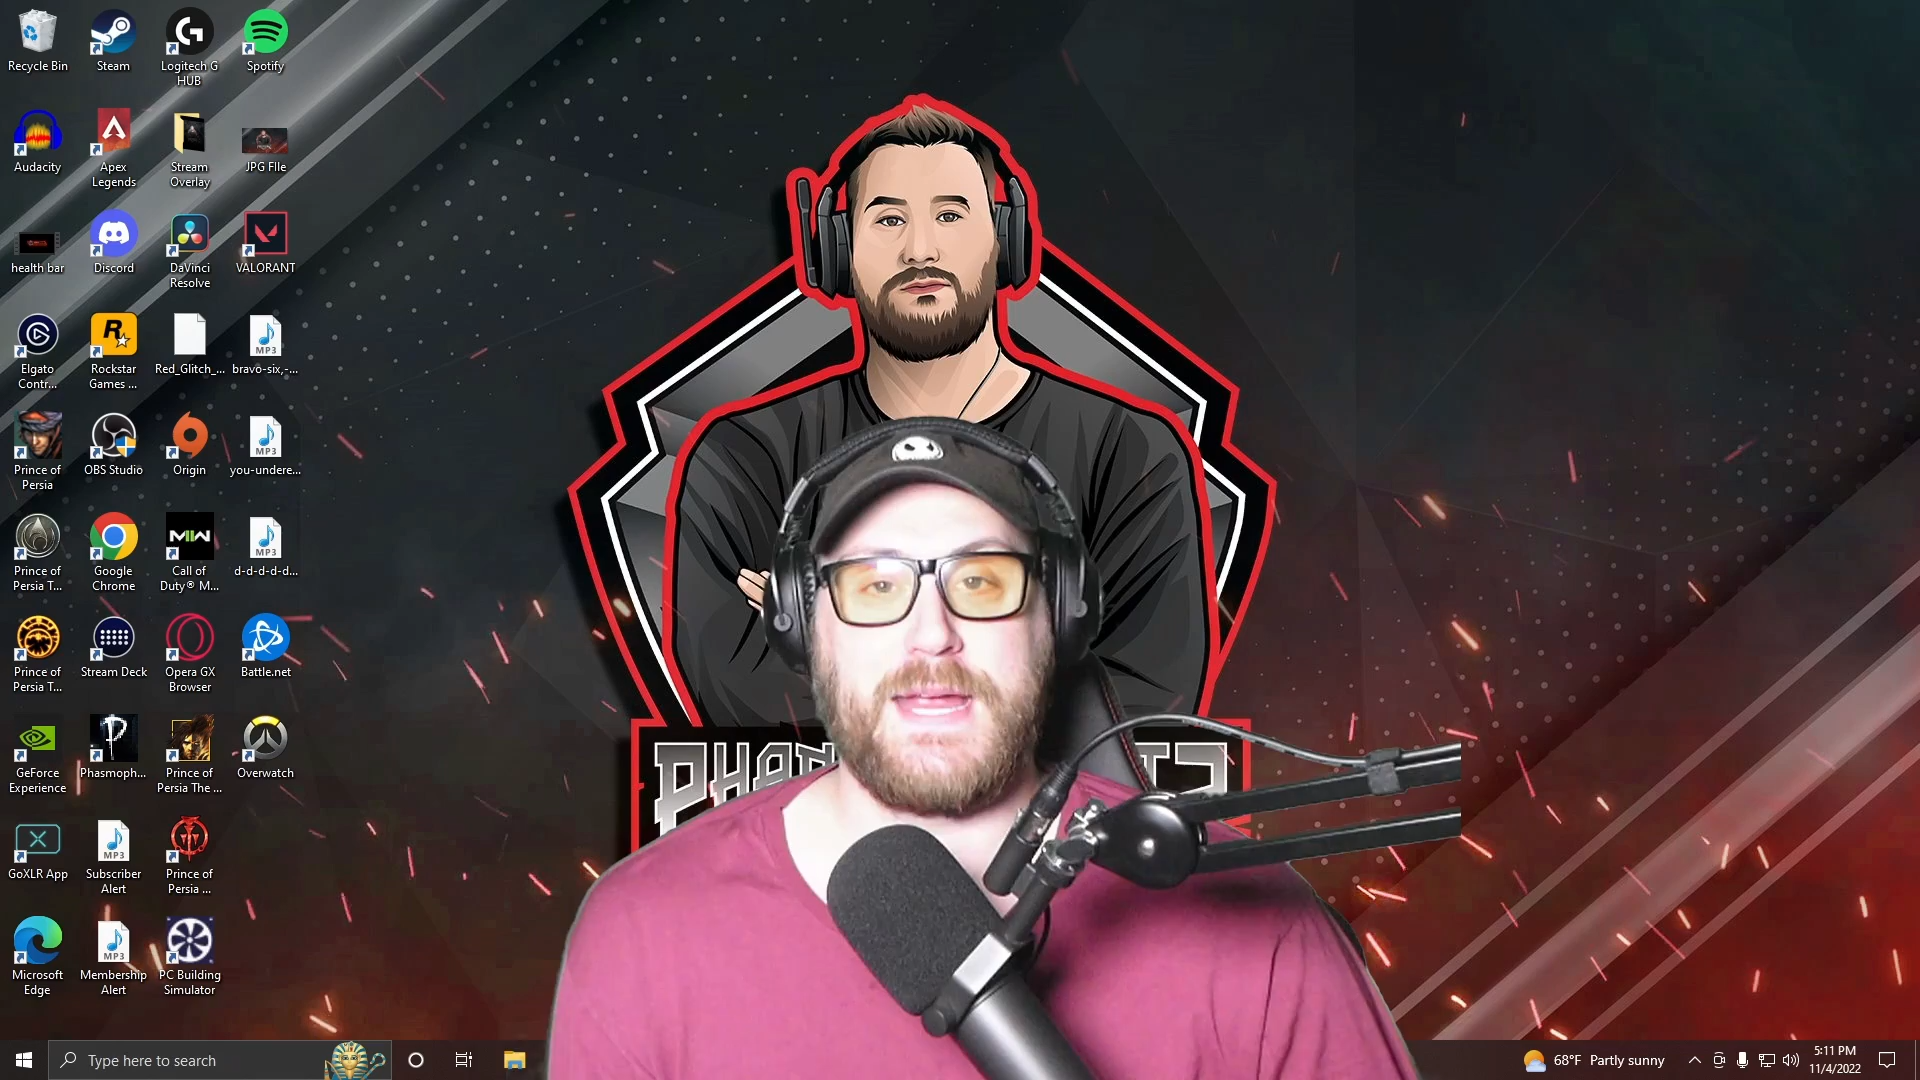 Recycle Bin
Steam
Logitech G
HUB
Spotify
Audacity
Apex
Legends
Stream
Overlay
JPG FIle
health bar
Discord
DaVinci
Resolve
VALORANT
Elgato
Contr...
Rockstar
Games ...
Red_Glitch_...
MP3
bravo-six,-...
Prince of
Persia
OBS Studio
Origin
MP3
you-undere...
Prince of
Persia T...
Google
Chrome
MW
Call of
Duty® M...
MP3
d-d-d-d-d...
Prince of
Persia T...
Stream Deck
Opera GX
Browser
Battle.net
GeForce
Experience
Phasmoph...
Prince of
Persia The ...
Overwatch
GoXLR App
MP3
Subscriber
Alert
Prince of
Persia ...
Microsoft
Edge
MP3
Membership
Alert
PC Building
Simulator
Type here to search
68°F Partly sunny
5:11 PM
11/4/2022